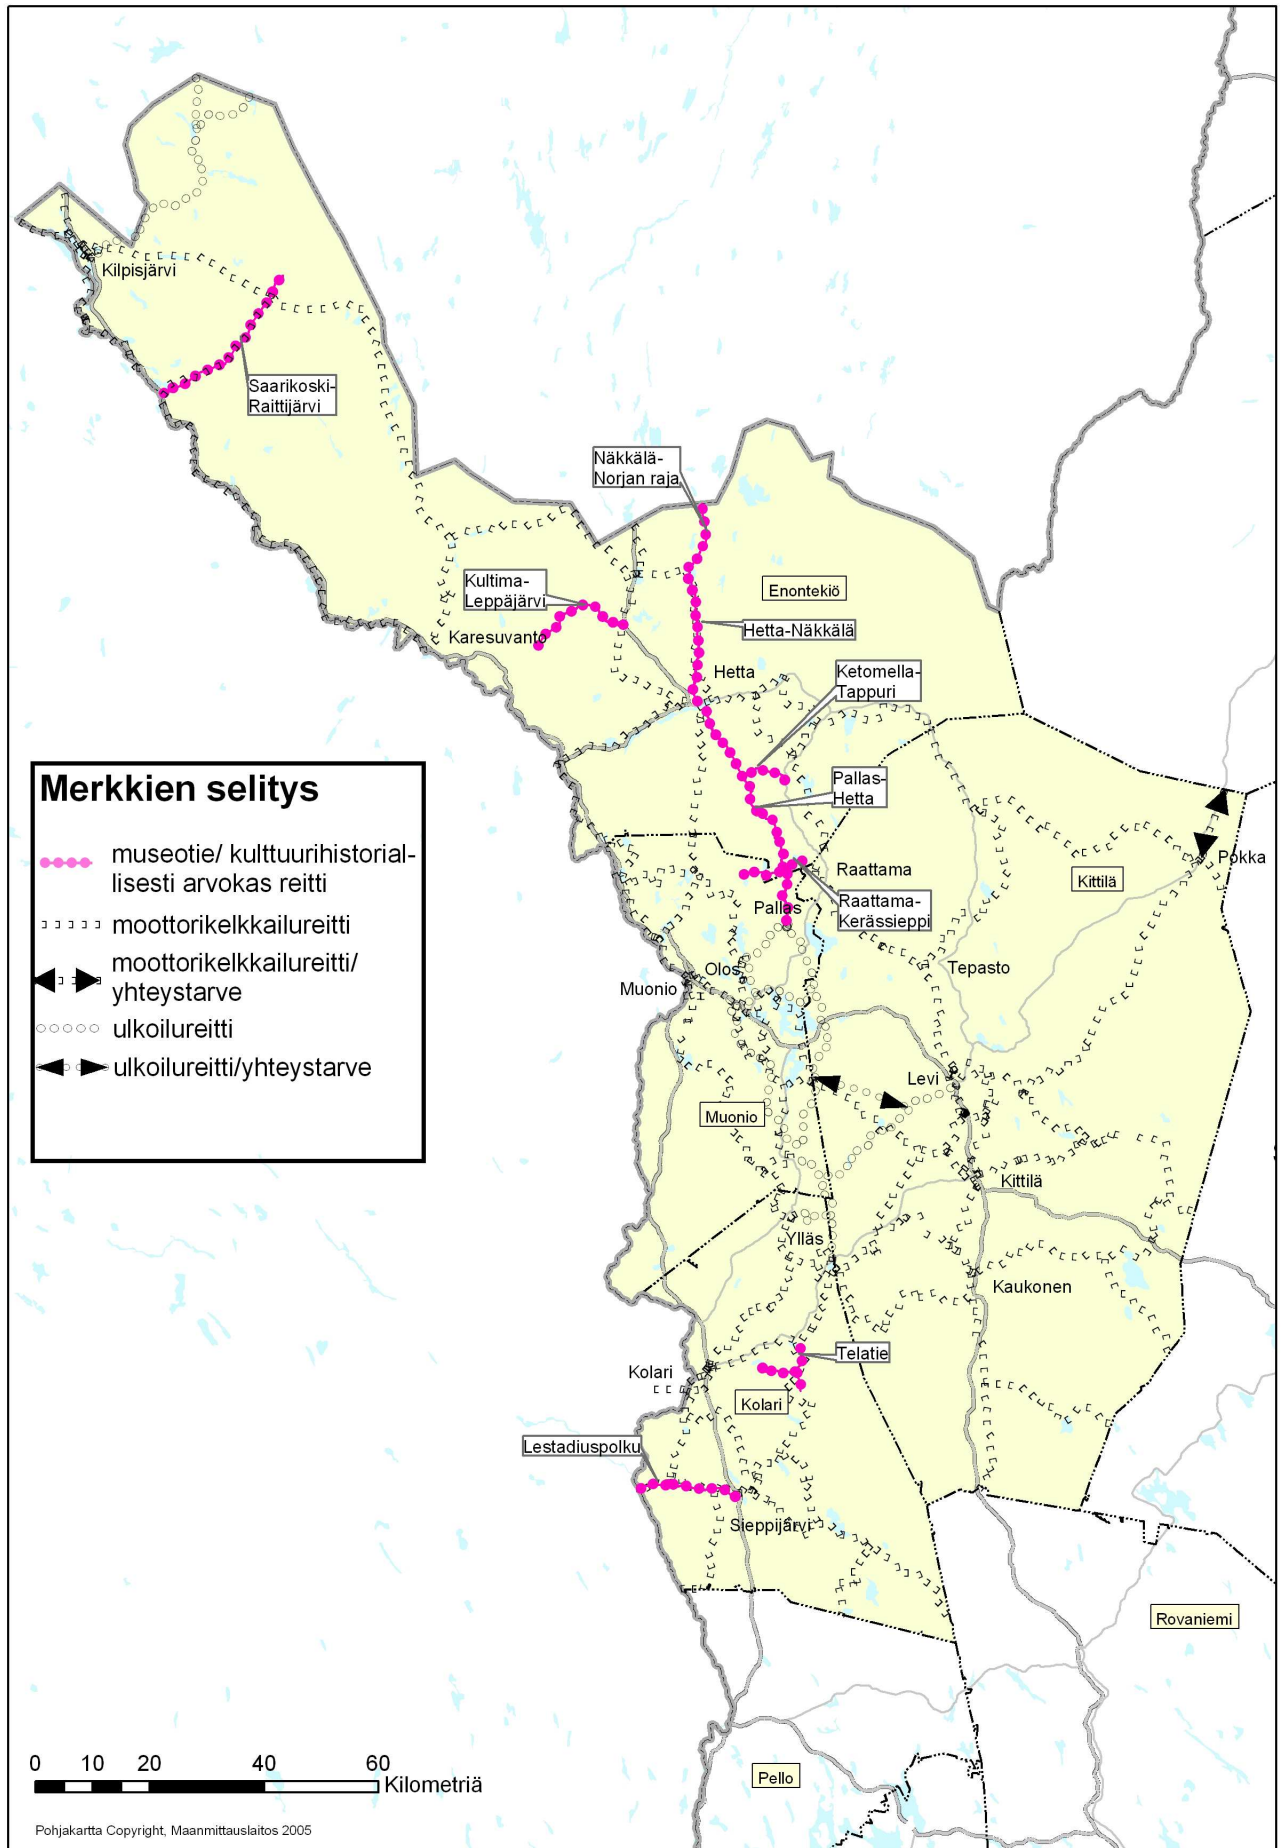 Kilpisjärvi
Saarikoski-
Raittijärvi
Näkkälä-
Norjan raja
Kultima-
Leppäjärvi
Enontekiö
Karesuvanto
Hetta-Näkkälä
Hetta
Ketomella-
Tappuri
Pallas-
Hetta
Pokka
Raattama
Kittilä
Raattama-
Kerässieppi
Pallas
Olos
Tepasto
Muonio
Levi
Muonio
Kittilä
Ylläs
Kaukonen
Telatie
Kolari
Kolari
Lestadiuspolku
Sieppijärvi
Rovaniemi
Pello
Merkkien selitys
museotie/ kulttuurihistorial-
lisesti arvokas reitti
moottorikelkkailureitti
moottorikelkkailureitti/
yhteystarve
ulkoilureitti
ulkoilureitti/yhteystarve
0 10 20 40 60
Kilometriä
Pohjakartta Copyright, Maanmittauslaitos 2005